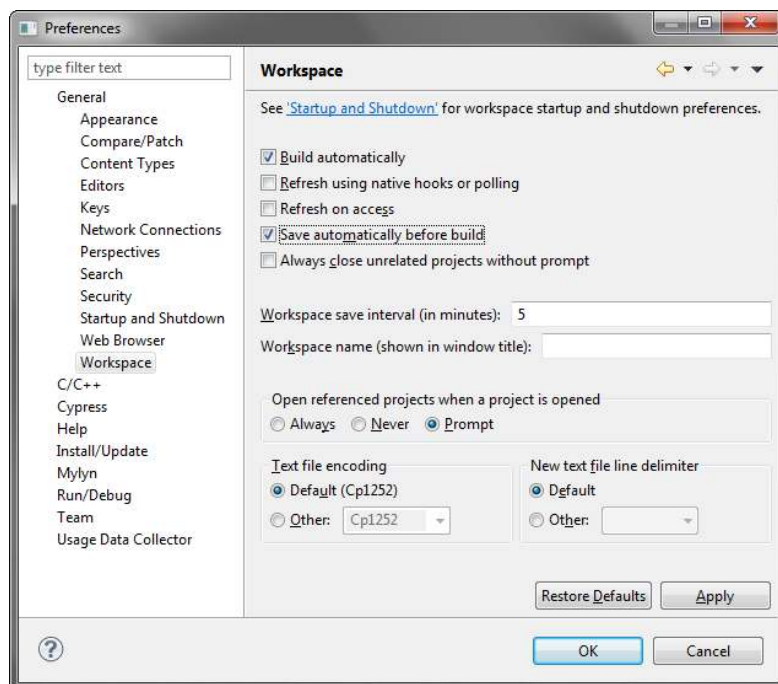 Preferences
type filter text
General
Appearance
Compare/Patch
Content Types
Editors
Keys
Network Connections
Perspectives
Search
Security
Startup and Shutdown
Web Browser
Workspace
C/C++
Cypress
Help
Install/Update
Mylyn
Run/Debug
Team
Usage Data Collector
Workspace
See 'Startup and Shutdown' for workspace startup and shutdown preferences.
Build automatically
Refresh using native hooks or polling
Refresh on access
Save automatically before build
Always close unrelated projects without prompt
Workspace save interval (in minutes): 5
Workspace name (shown in window title):
Open referenced projects when a project is opened
Always Never Prompt
Text file encoding
Default (Cp1252)
Other: Cp1252
New text file line delimiter
Default
Other:
Restore Defaults Apply
OK Cancel